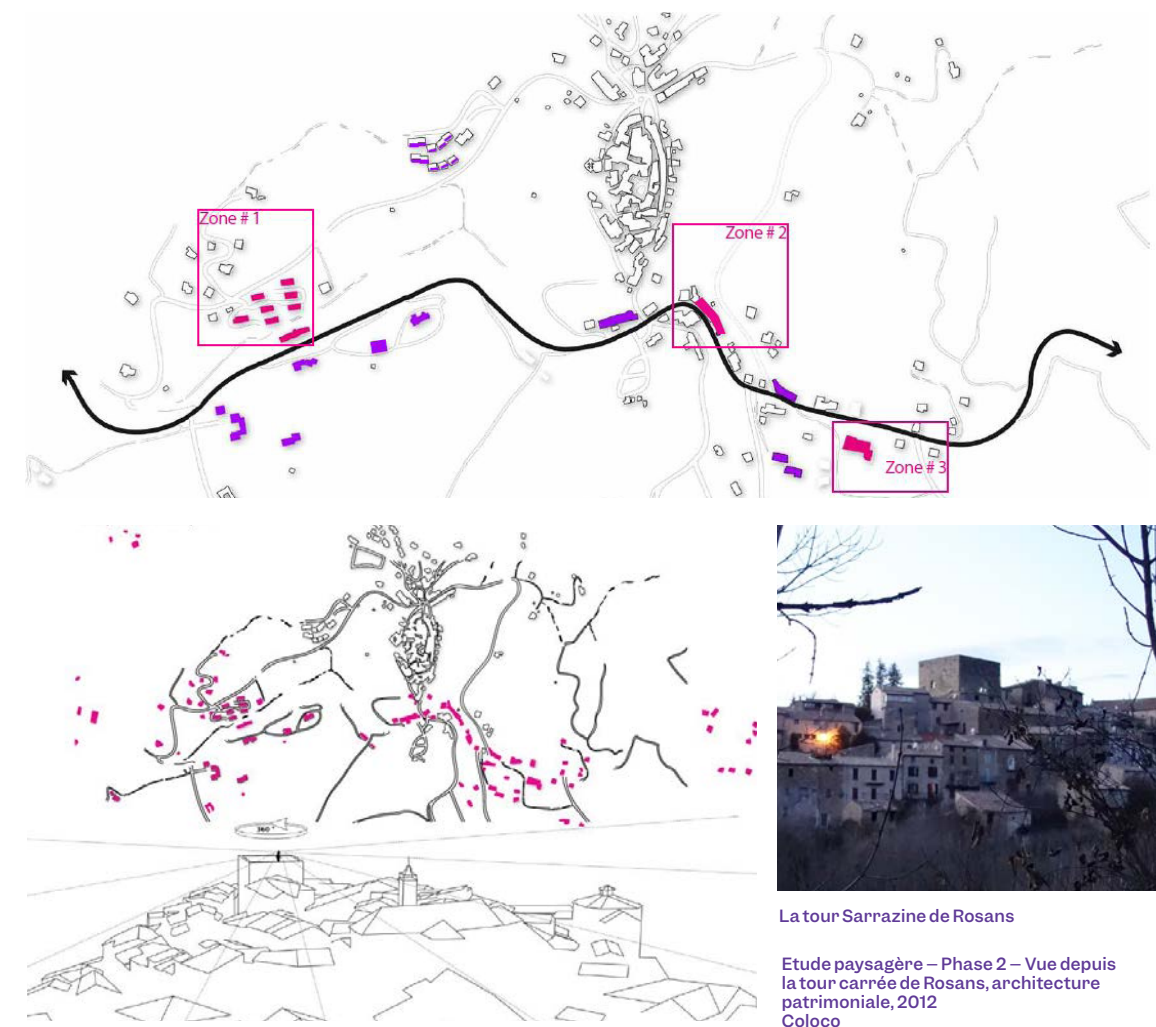 Zone # 1
Zone # 2
Zone # 3
360 °
La tour Sarrazine de Rosans
Etude paysagère – Phase 2 – Vue depuis
la tour carrée de Rosans, architecture
patrimoniale, 2012
Coloco